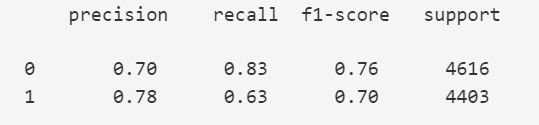 precision recall f1-score support
0 0.70 0.83 0.76 4616
1 0.78 0.63 0.70 4403